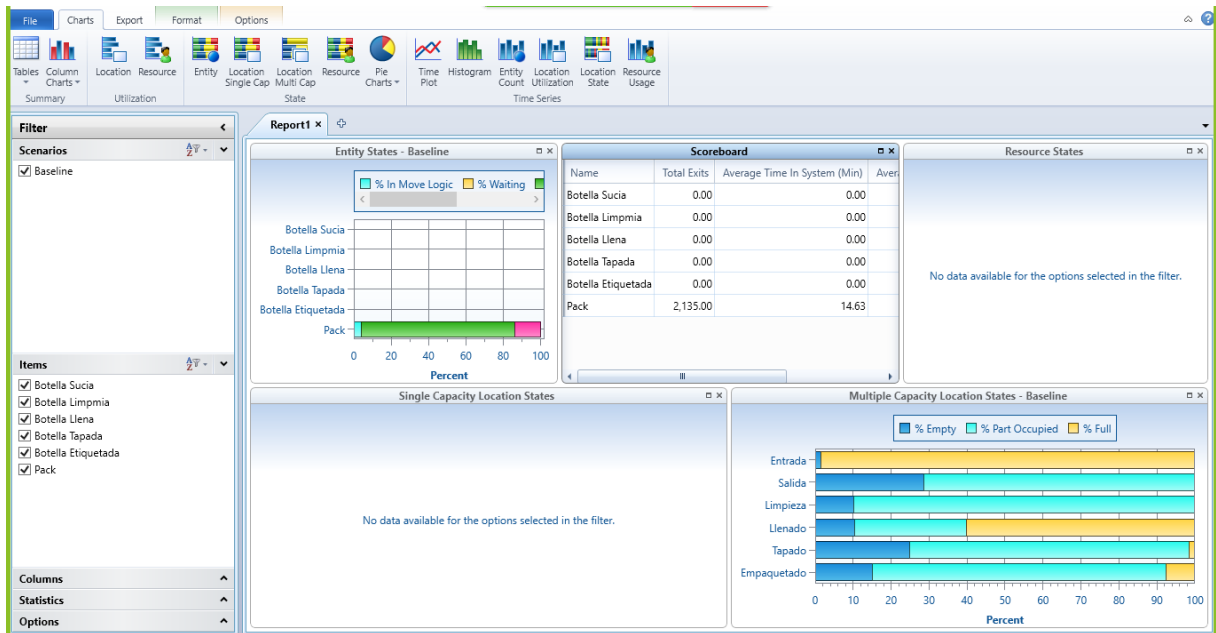 File Charts Export Format Options
Tables Column Charts Location Resource Entity Location Single Cap Location Multi Cap Resource Pie Charts Time Plot Histogram Entity Count Location Utilization Location State Resource Usage
Summary Utilization State Time Series
Filter
Report1
Scenarios
Baseline
Items
Botella Sucia
Botella Limpmia
Botella Llena
Botella Tapada
Botella Etiquetada
Pack
Columns
Statistics
Options
Entity States - Baseline
% In Move Logic % Waiting
Botella Sucia
Botella Limpmia
Botella Llena
Botella Tapada
Botella Etiquetada
Pack
0 20 40 60 80 100
Percent
Scoreboard
Name Total Exits Average Time In System (Min) Aver
Botella Sucia 0.00 0.00
Botella Limpmia 0.00 0.00
Botella Llena 0.00 0.00
Botella Tapada 0.00 0.00
Botella Etiquetada 0.00 0.00
Pack 2,135.00 14.63
Resource States
No data available for the options selected in the filter.
Single Capacity Location States
No data available for the options selected in the filter.
Multiple Capacity Location States - Baseline
% Empty % Part Occupied % Full
Entrada
Salida
Limpieza
Llenado
Tapado
Empaquetado
0 10 20 30 40 50 60 70 80 90 100
Percent